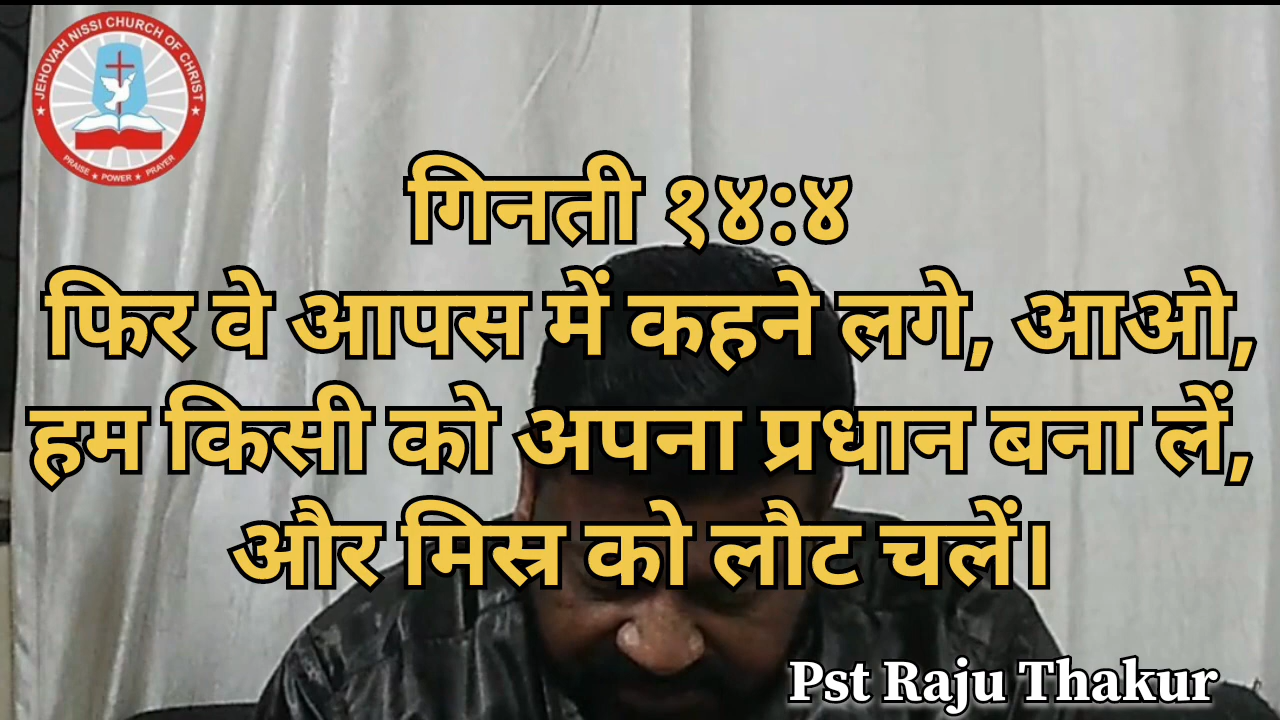 JEHOVAH NISSI CHURCH OF CHRIST
PRAISE ★ POWER ★ PRAYER
गिनती १४:४
फिर वे आपस में कहने लगे, आओ,
हम किसी को अपना प्रधान बना लें,
और मिस्र को लौट चलें।
Pst Raju Thakur